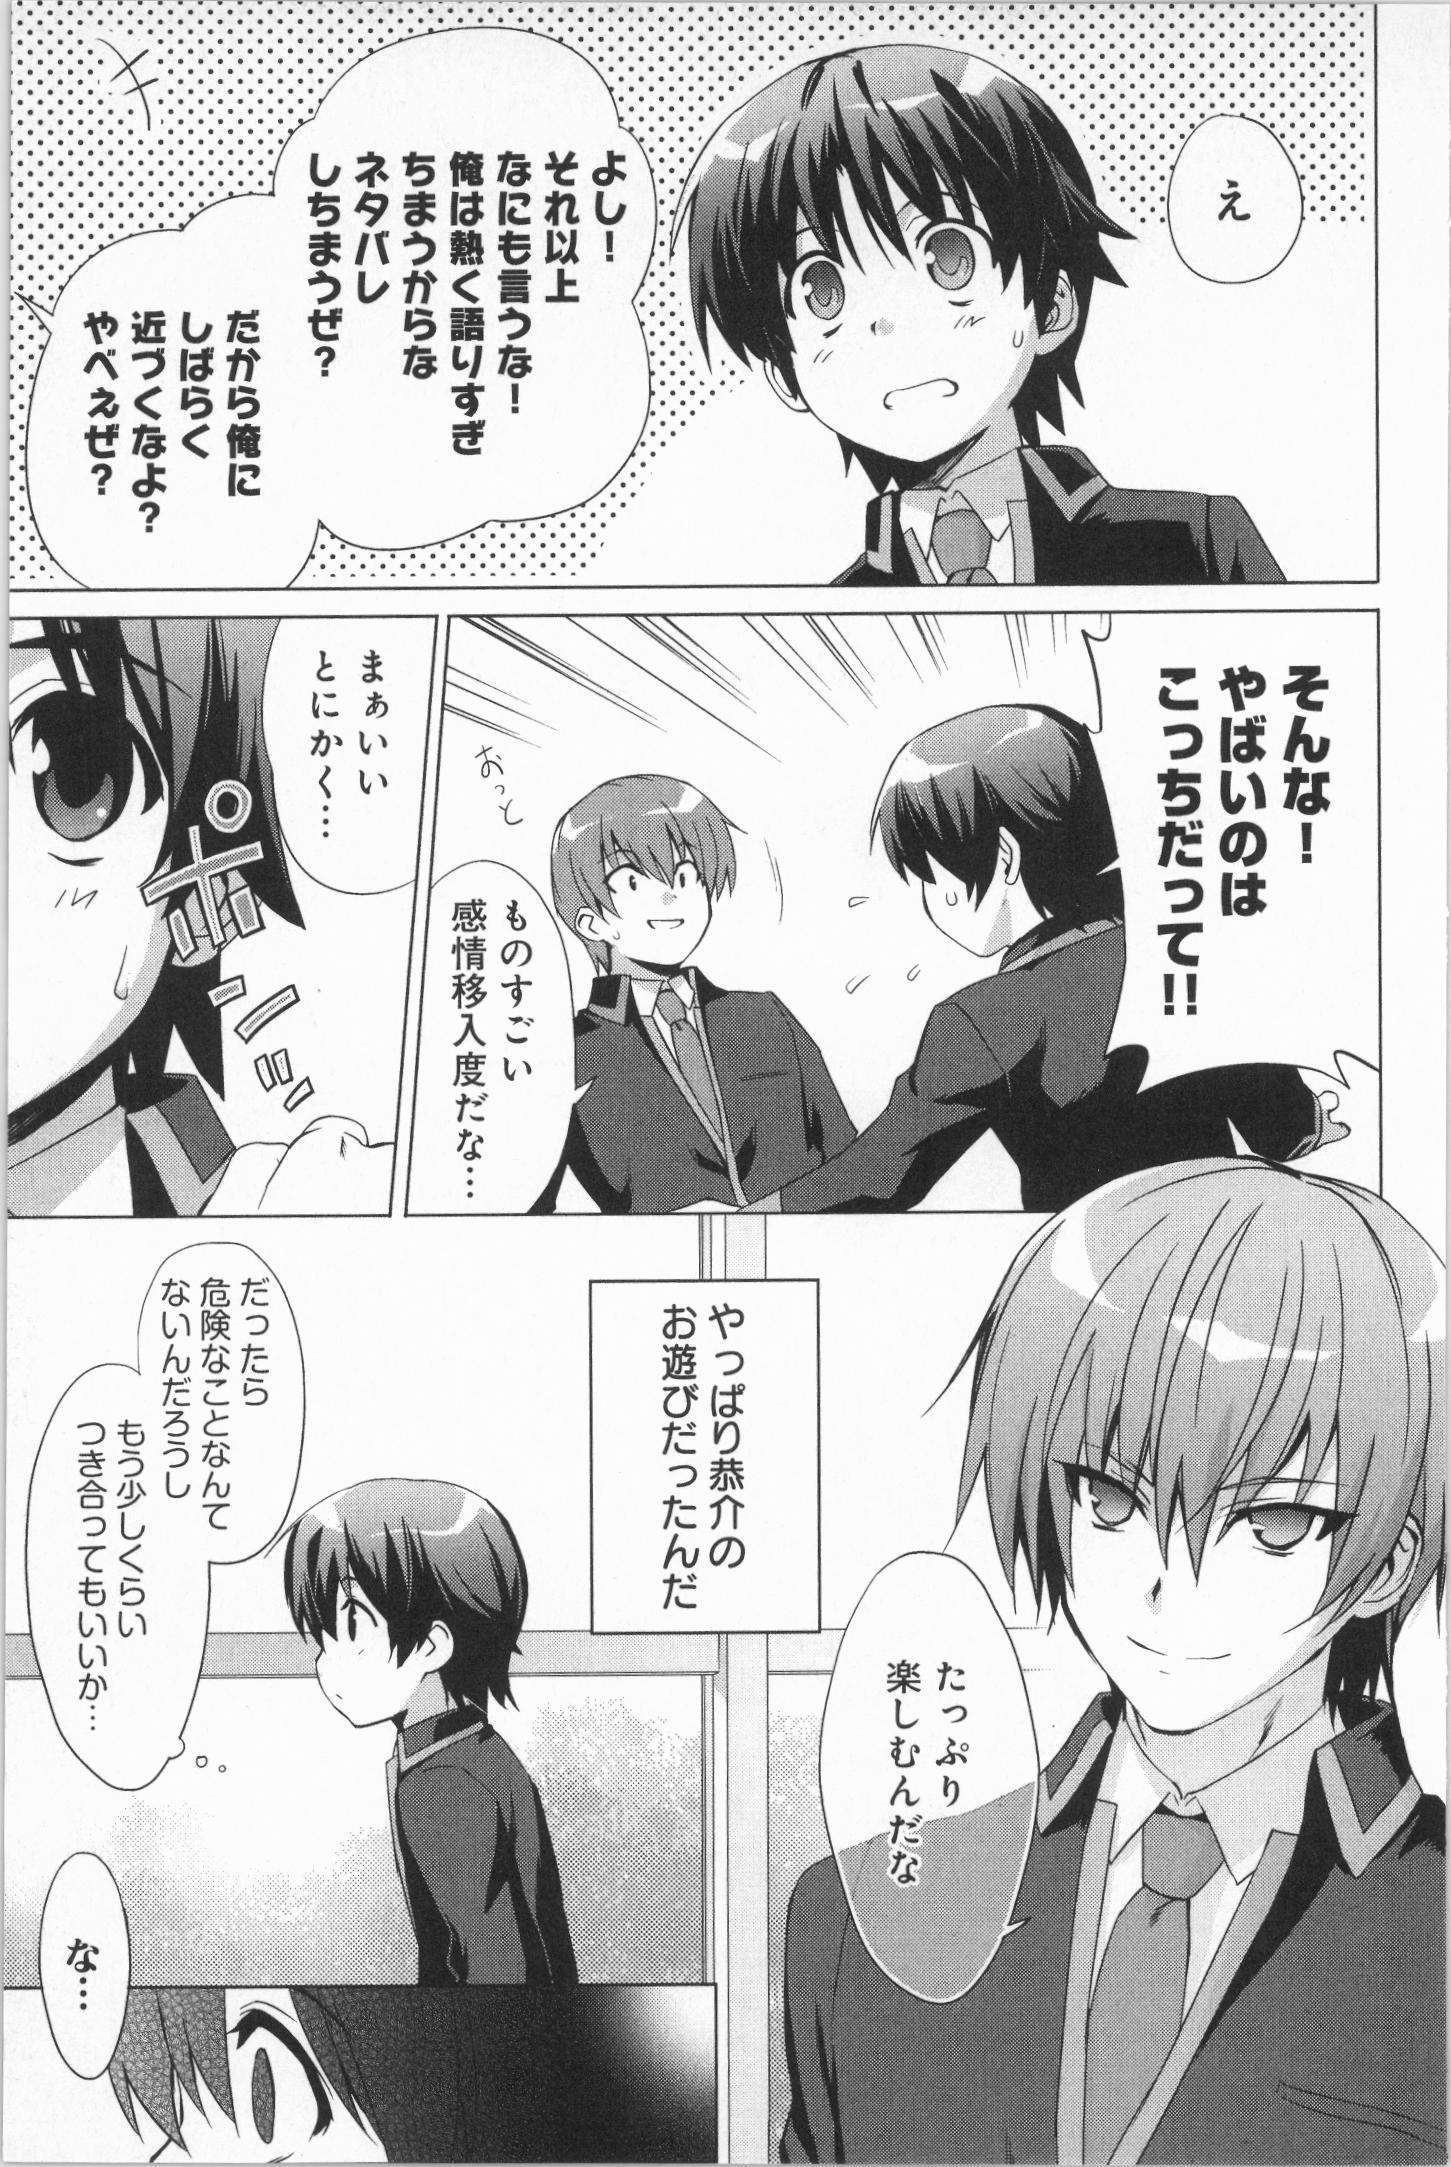 え
よし！
それ以上
なにも言うな！
俺は熱く語りすぎ
ちまうからな
ネタバレ
しちまうぜ？
だから俺に
しばらく
近づくなよ？
やべぇぜ？
そんな！
やばいのは
こっちだって!!
おっと
ものすごい
感情移入度だな…
まぁいい
とにかく…
ポンッ
たっぷり
楽しむんだな
やっぱり恭介の
お遊びだったんだ
だったら
危険なことなんて
ないんだろうし
もう少しくらい
つき合ってもいいか…
な…